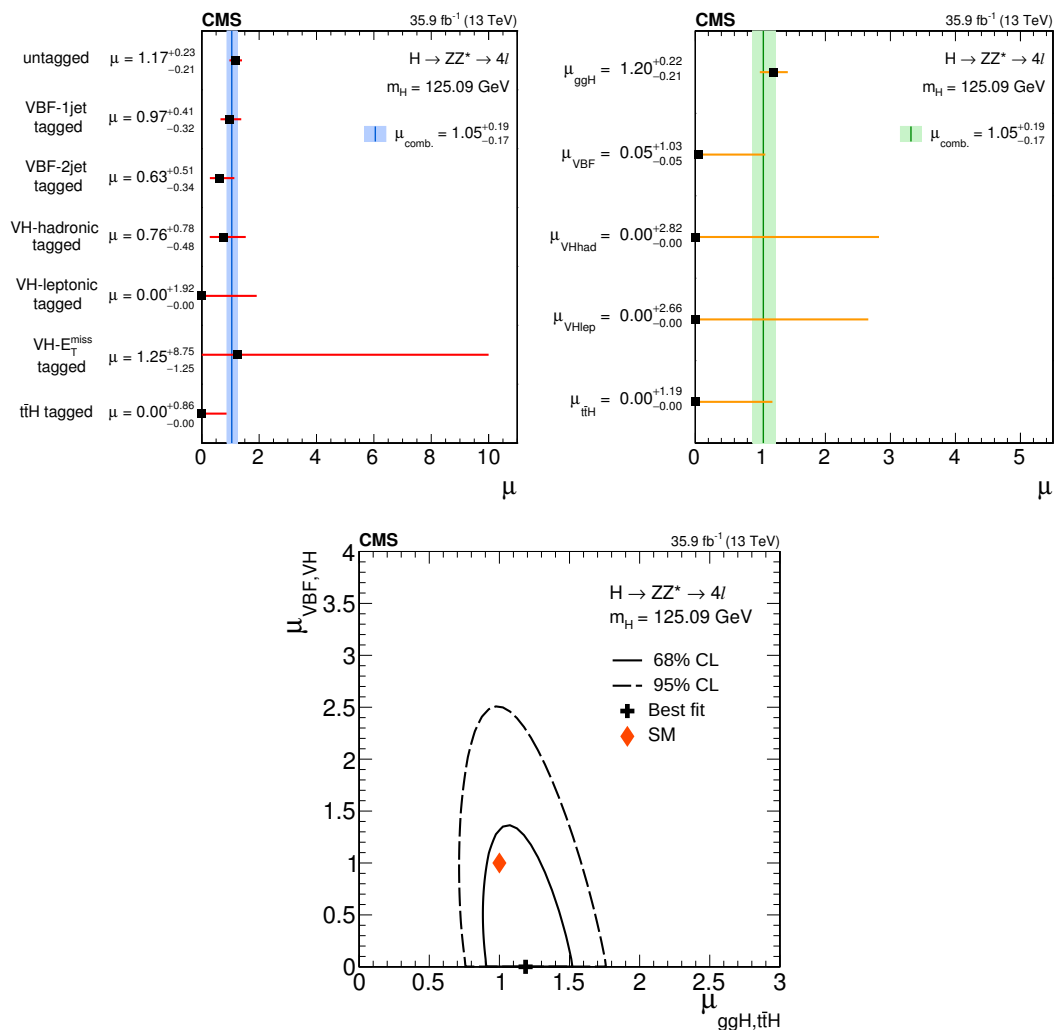 CMS 35.9 fb⁻¹ (13 TeV)
untagged μ = 1.17 +0.23 −0.21
VBF-1jet tagged μ = 0.97 +0.41 −0.32
VBF-2jet tagged μ = 0.63 +0.51 −0.34
VH-hadronic tagged μ = 0.76 +0.78 −0.48
VH-leptonic tagged μ = 0.00 +1.92 −0.00
VH-E_T^miss tagged μ = 1.25 +8.75 −1.25
tt̄H tagged μ = 0.00 +0.86 −0.00
H → ZZ* → 4l
m_H = 125.09 GeV
μ_comb. = 1.05 +0.19 −0.17
0 2 4 6 8 10
μ
CMS 35.9 fb⁻¹ (13 TeV)
μ_ggH = 1.20 +0.22 −0.21
μ_VBF = 0.05 +1.03 −0.05
μ_VHhad = 0.00 +2.82 −0.00
μ_VHlep = 0.00 +2.66 −0.00
μ_tt̄H = 0.00 +1.19 −0.00
H → ZZ* → 4l
m_H = 125.09 GeV
μ_comb. = 1.05 +0.19 −0.17
0 1 2 3 4 5
μ
CMS 35.9 fb⁻¹ (13 TeV)
μ_VBF,VH
4
3.5
3
2.5
2
1.5
1
0.5
0
H → ZZ* → 4l
m_H = 125.09 GeV
68% CL
95% CL
Best fit
SM
0 0.5 1 1.5 2 2.5 3
μ_ggH,tt̄H